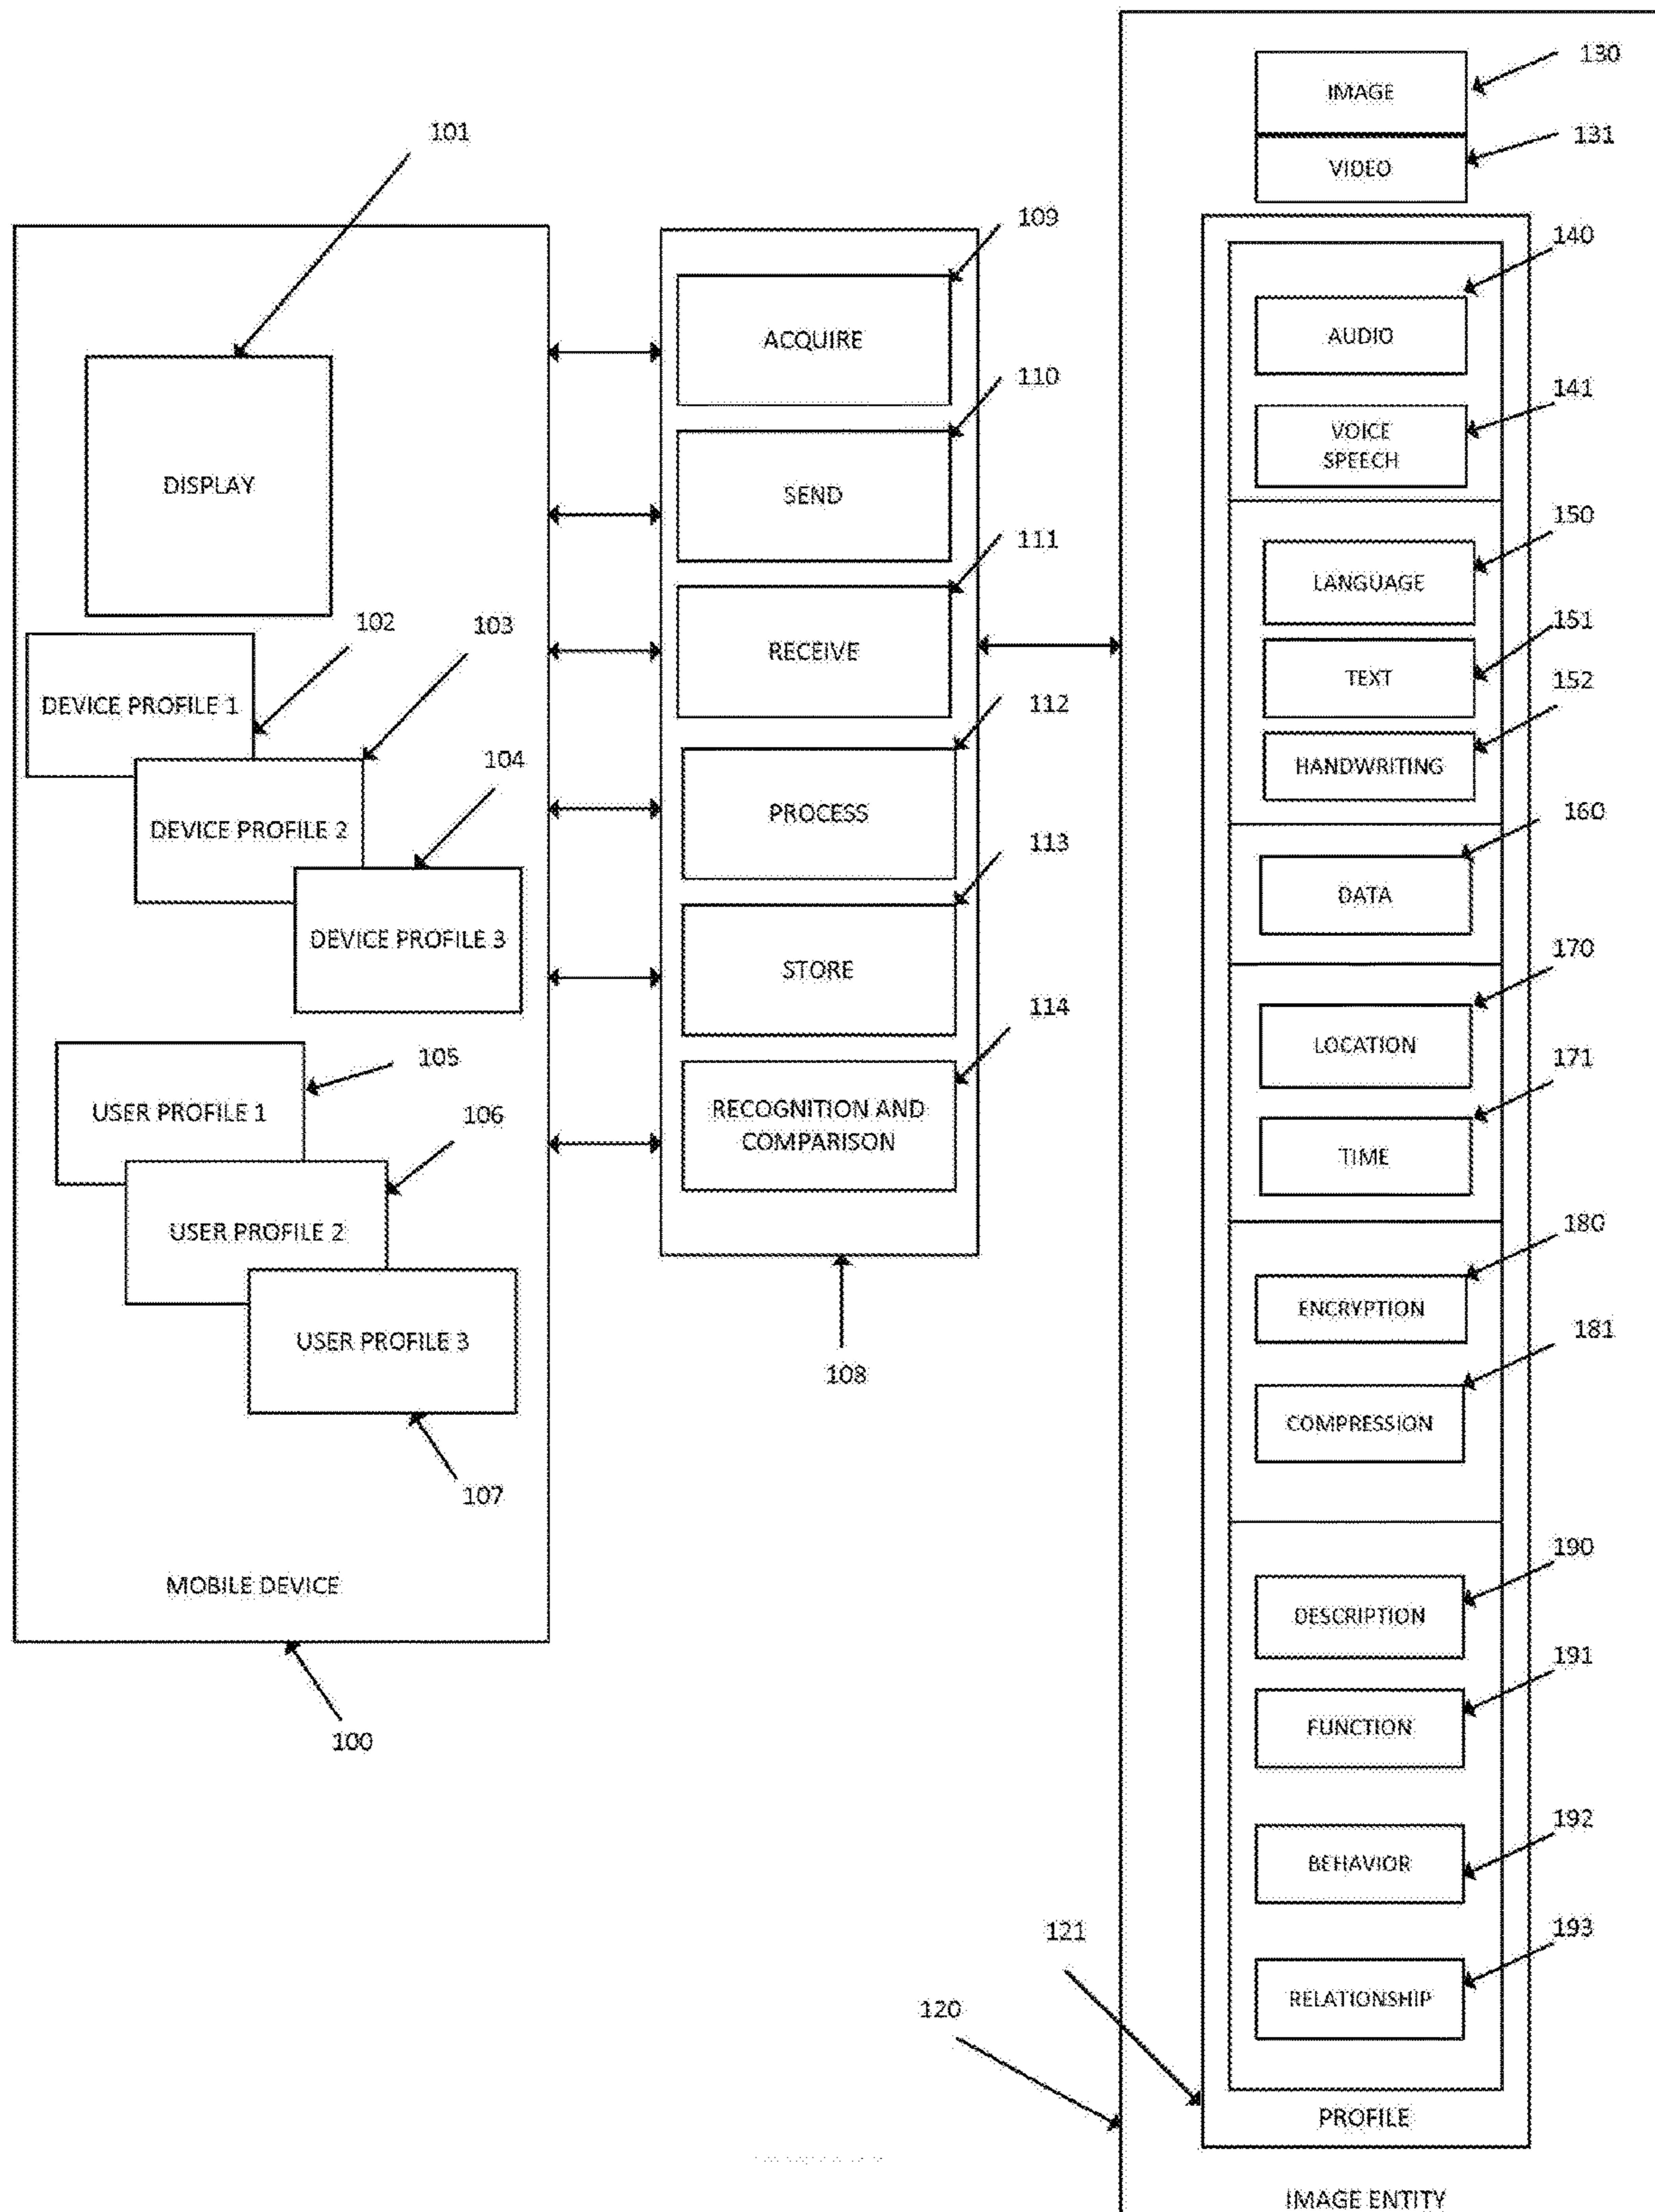 101
DISPLAY
DEVICE PROFILE 1
102
103
DEVICE PROFILE 2
104
DEVICE PROFILE 3
USER PROFILE 1
105
USER PROFILE 2
106
USER PROFILE 3
107
MOBILE DEVICE
100
109
ACQUIRE
110
SEND
111
RECEIVE
112
PROCESS
113
STORE
114
RECOGNITION AND
COMPARISON
108
130
IMAGE
131
VIDEO
140
AUDIO
141
VOICE
SPEECH
150
LANGUAGE
151
TEXT
152
HANDWRITING
160
DATA
170
LOCATION
171
TIME
180
ENCRYPTION
181
COMPRESSION
190
DESCRIPTION
191
FUNCTION
192
BEHAVIOR
193
RELATIONSHIP
121
120
PROFILE
IMAGE ENTITY